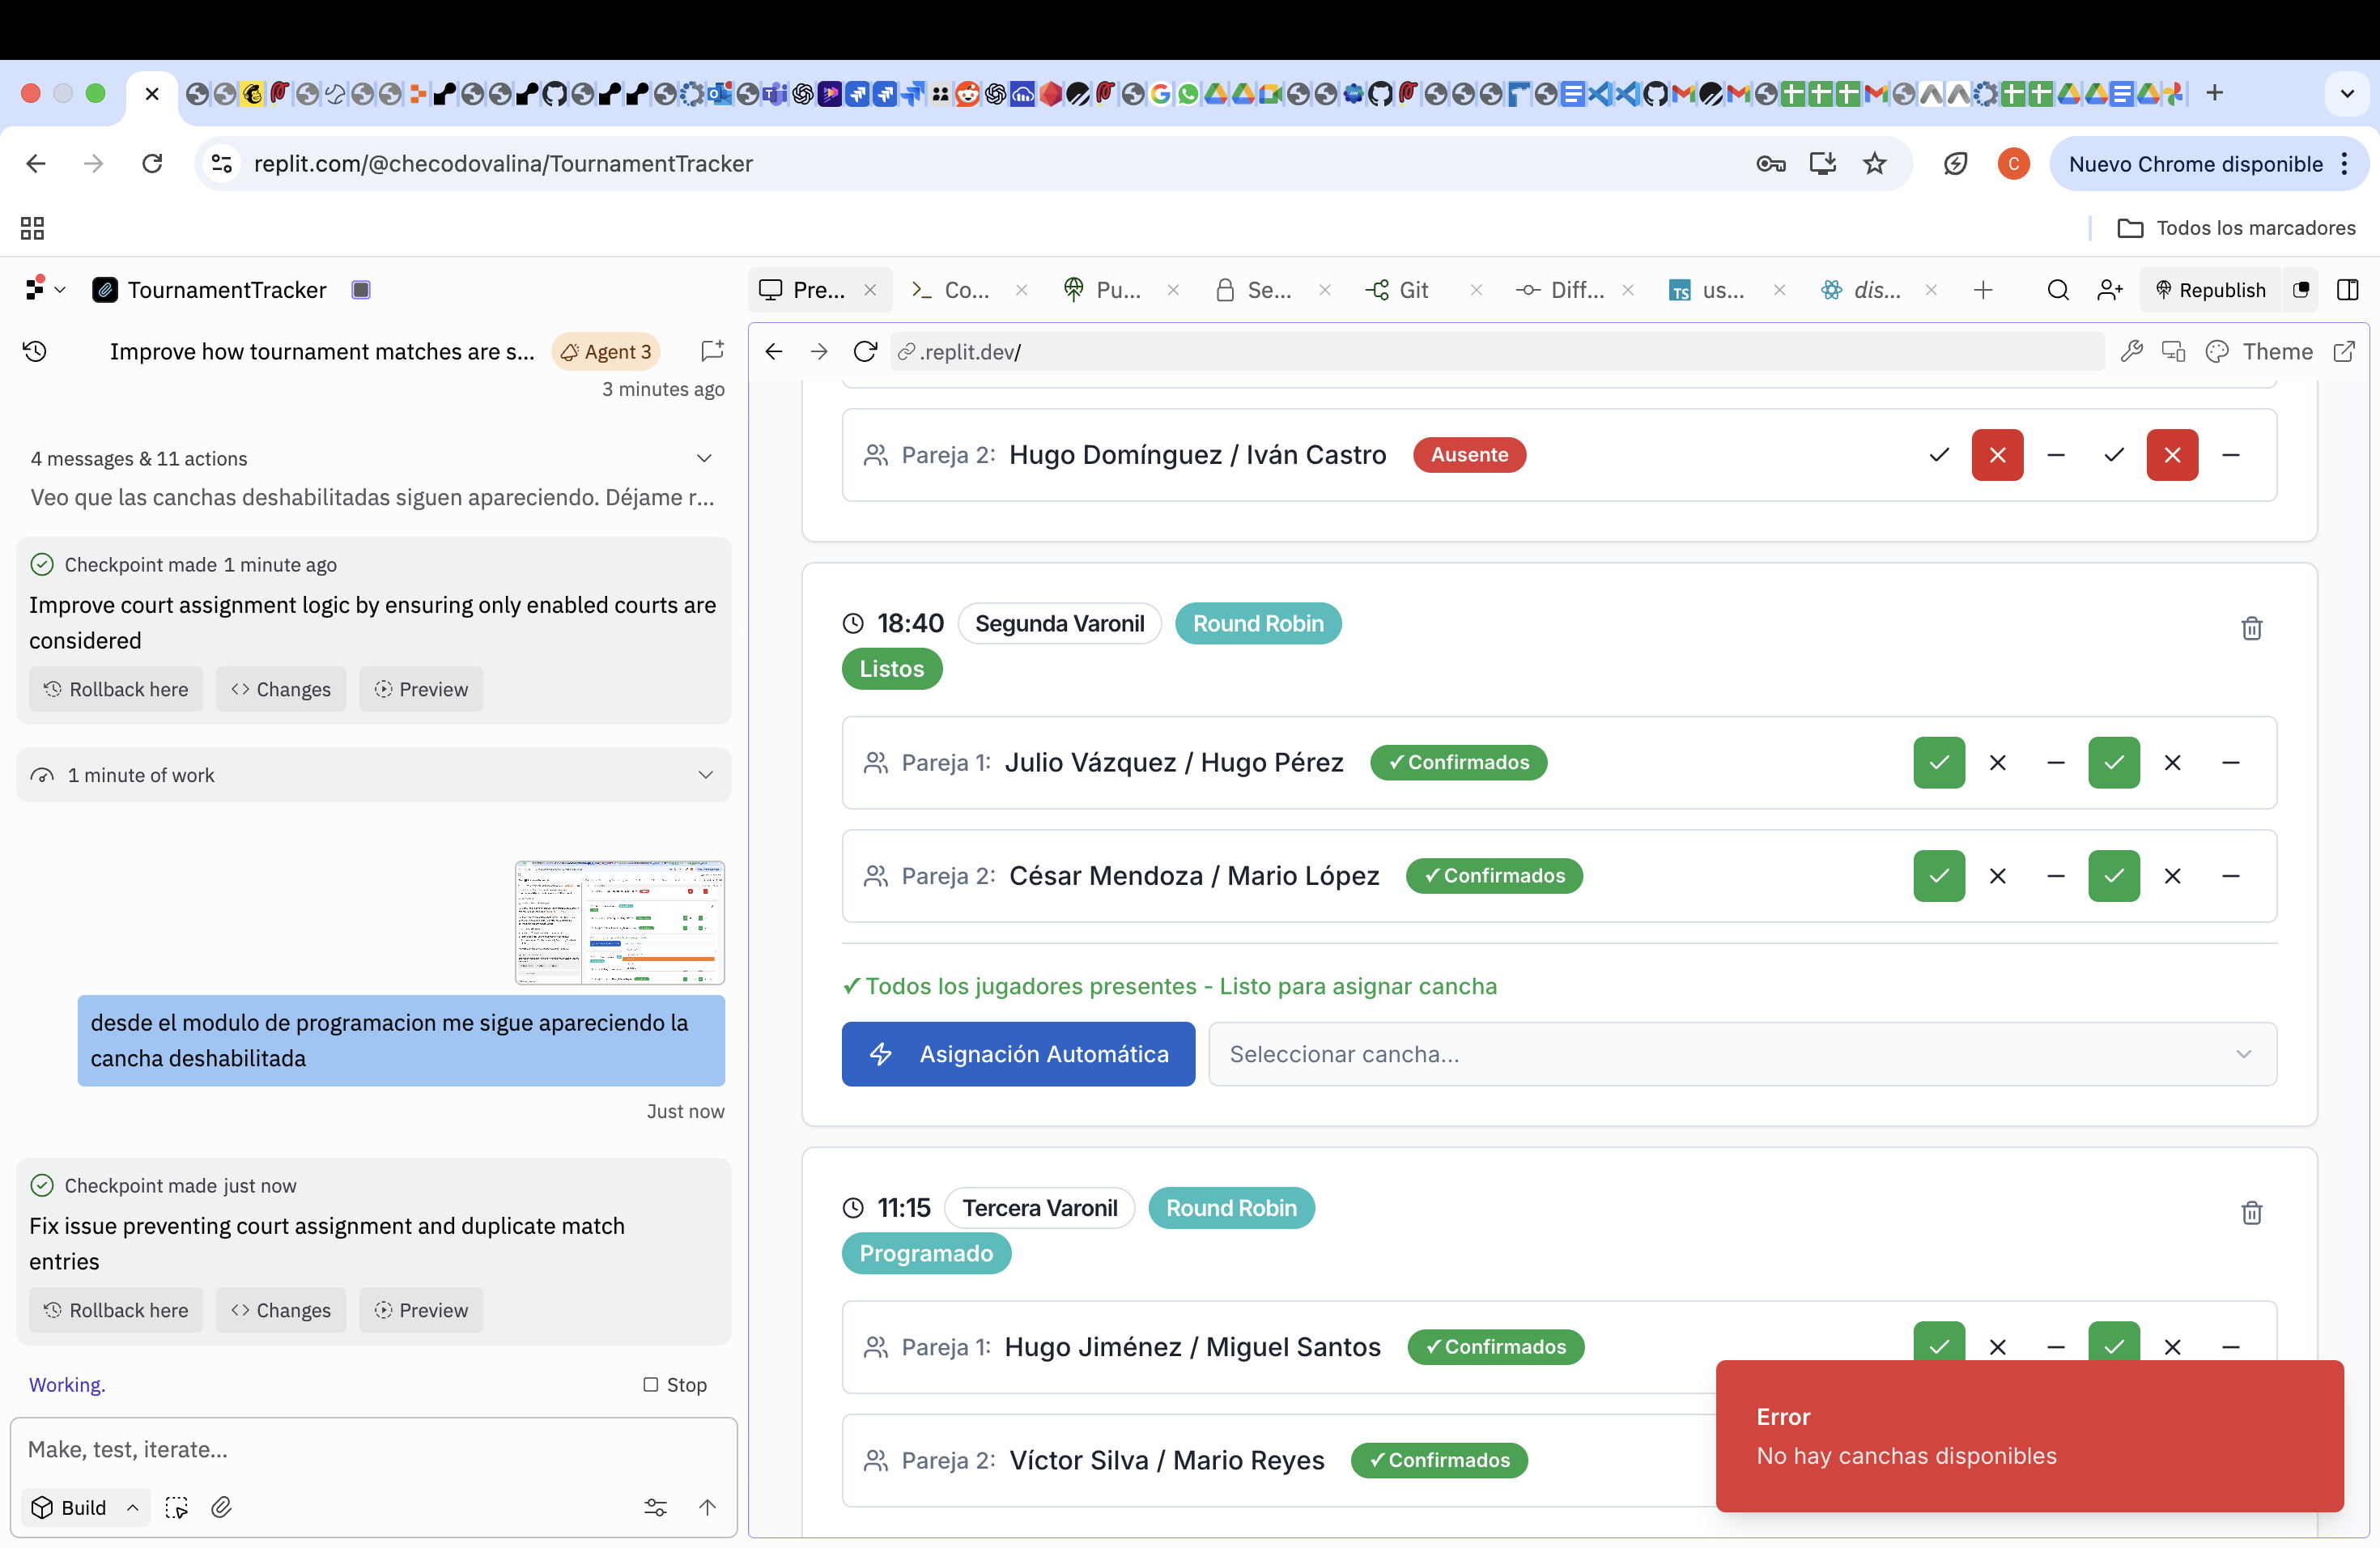 replit.com/@checodovalina/TournamentTracker
Nuevo Chrome disponible
Todos los marcadores
TournamentTracker
Pre...
Co...
Pu...
Se...
Git
Diff...
us...
dis...
Republish
Improve how tournament matches are s...
Agent 3
3 minutes ago
4 messages & 11 actions
Veo que las canchas deshabilitadas siguen apareciendo. Déjame r...
Checkpoint made 1 minute ago
Improve court assignment logic by ensuring only enabled courts are
considered
Rollback here
Changes
Preview
1 minute of work
desde el modulo de programacion me sigue apareciendo la
cancha deshabilitada
Just now
Checkpoint made just now
Fix issue preventing court assignment and duplicate match
entries
Rollback here
Changes
Preview
Working.
Stop
Make, test, iterate...
Build
.replit.dev/
Theme
Pareja 2: Hugo Domínguez / Iván Castro Ausente
18:40 Segunda Varonil Round Robin
Listos
Pareja 1: Julio Vázquez / Hugo Pérez ✓ Confirmados
Pareja 2: César Mendoza / Mario López ✓ Confirmados
✓ Todos los jugadores presentes - Listo para asignar cancha
Asignación Automática
Seleccionar cancha...
11:15 Tercera Varonil Round Robin
Programado
Pareja 1: Hugo Jiménez / Miguel Santos ✓ Confirmados
Pareja 2: Víctor Silva / Mario Reyes ✓ Confirmados
Error
No hay canchas disponibles